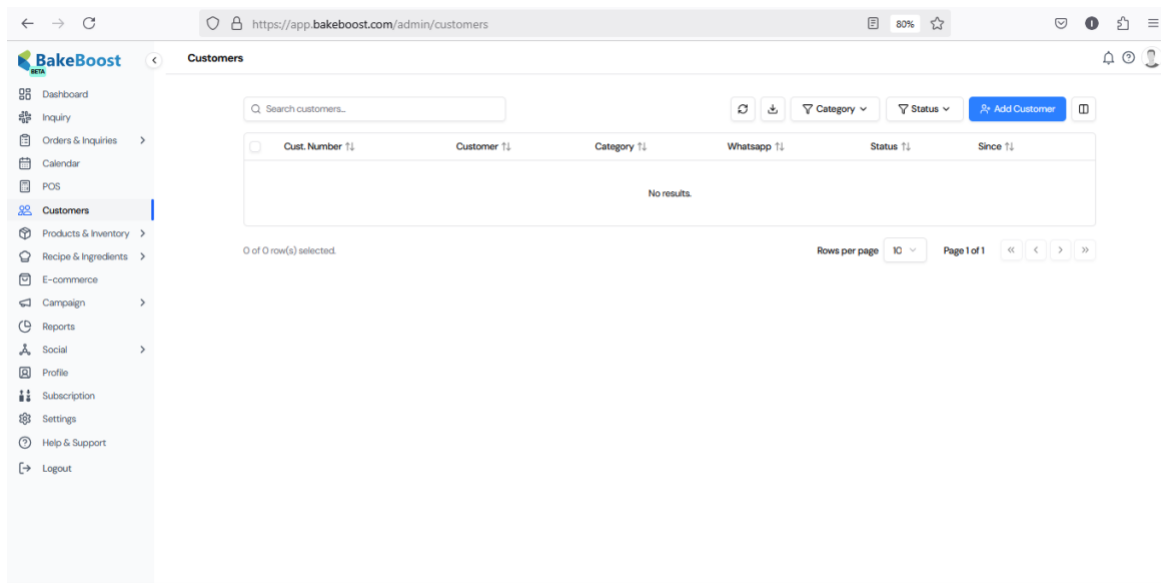 https://app.bakeboost.com/admin/customers
80%
BakeBoost
BETA
Customers
Dashboard
Inquiry
Orders & Inquiries
Calendar
POS
Customers
Products & Inventory
Recipe & Ingredients
E-commerce
Campaign
Reports
Social
Profile
Subscription
Settings
Help & Support
Logout
Search customers...
Category
Status
Add Customer
Cust. Number
Customer
Category
Whatsapp
Status
Since
No results.
0 of 0 row(s) selected.
Rows per page
10
Page 1 of 1